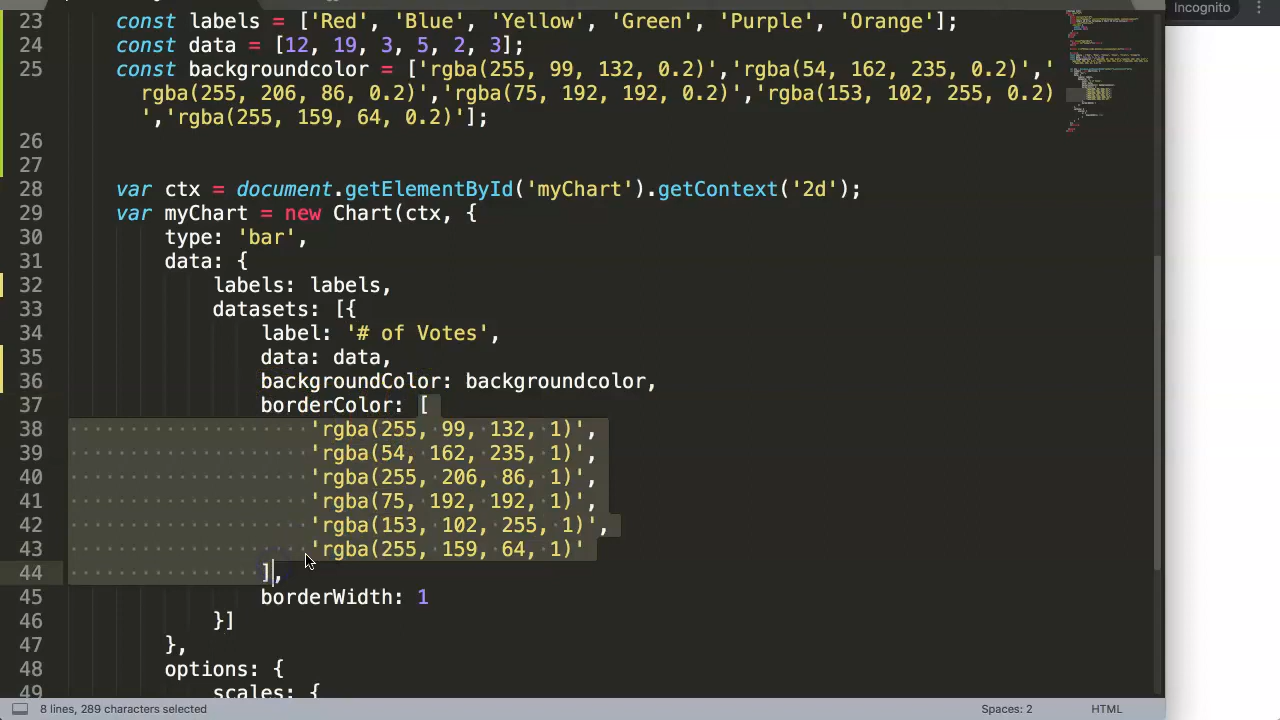 Incognito
23 const labels = ['Red', 'Blue', 'Yellow', 'Green', 'Purple', 'Orange'];
24 const data = [12, 19, 3, 5, 2, 3];
25 const backgroundcolor = ['rgba(255, 99, 132, 0.2)','rgba(54, 162, 235, 0.2)','
rgba(255, 206, 86, 0.2)','rgba(75, 192, 192, 0.2)','rgba(153, 102, 255, 0.2)
','rgba(255, 159, 64, 0.2)'];
26
27
28 var ctx = document.getElementById('myChart').getContext('2d');
29 var myChart = new Chart(ctx, {
30 type: 'bar',
31 data: {
32 labels: labels,
33 datasets: [{
34 label: '# of Votes',
35 data: data,
36 backgroundColor: backgroundcolor,
37 borderColor: [
38 'rgba(255, 99, 132, 1)',
39 'rgba(54, 162, 235, 1)',
40 'rgba(255, 206, 86, 1)',
41 'rgba(75, 192, 192, 1)',
42 'rgba(153, 102, 255, 1)',
43 'rgba(255, 159, 64, 1)'
44 ],
45 borderWidth: 1
46 }]
47 },
48 options: {
49 scales: {
8 lines, 289 characters selected
Spaces: 2
HTML